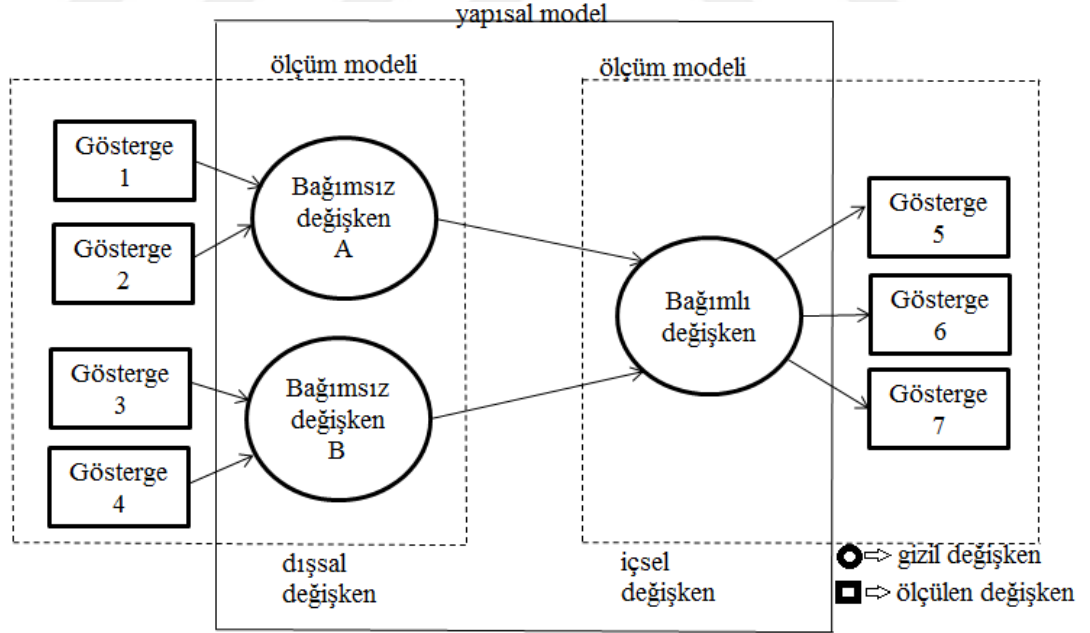 yapısal model
ölçüm modeli
ölçüm modeli
Gösterge
1
Gösterge
2
Gösterge
3
Gösterge
4
Bağımsız
değişken
A
Bağımsız
değişken
B
Bağımlı
değişken
Gösterge
5
Gösterge
6
Gösterge
7
dışsal
değişken
içsel
değişken
gizil değişken
ölçülen değişken